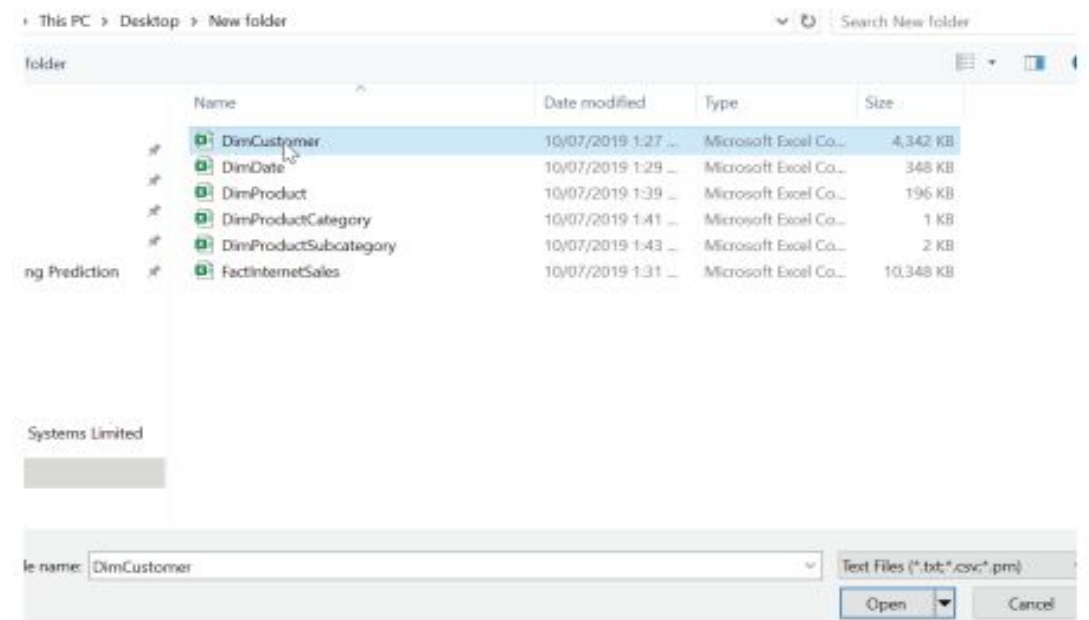 › This PC › Desktop › New folder Search New folder
folder
Name Date modified Type Size
DimCustomer 10/07/2019 1:27 ... Microsoft Excel Co... 4,342 KB
DimDate 10/07/2019 1:29 ... Microsoft Excel Co... 348 KB
DimProduct 10/07/2019 1:39 ... Microsoft Excel Co... 196 KB
DimProductCategory 10/07/2019 1:41 ... Microsoft Excel Co... 1 KB
DimProductSubcategory 10/07/2019 1:43 ... Microsoft Excel Co... 2 KB
ng Prediction FactInternetSales 10/07/2019 1:31 ... Microsoft Excel Co... 10,348 KB
Systems Limited
le name: DimCustomer Text Files (*.txt;*.csv;*.prn)
Open Cancel